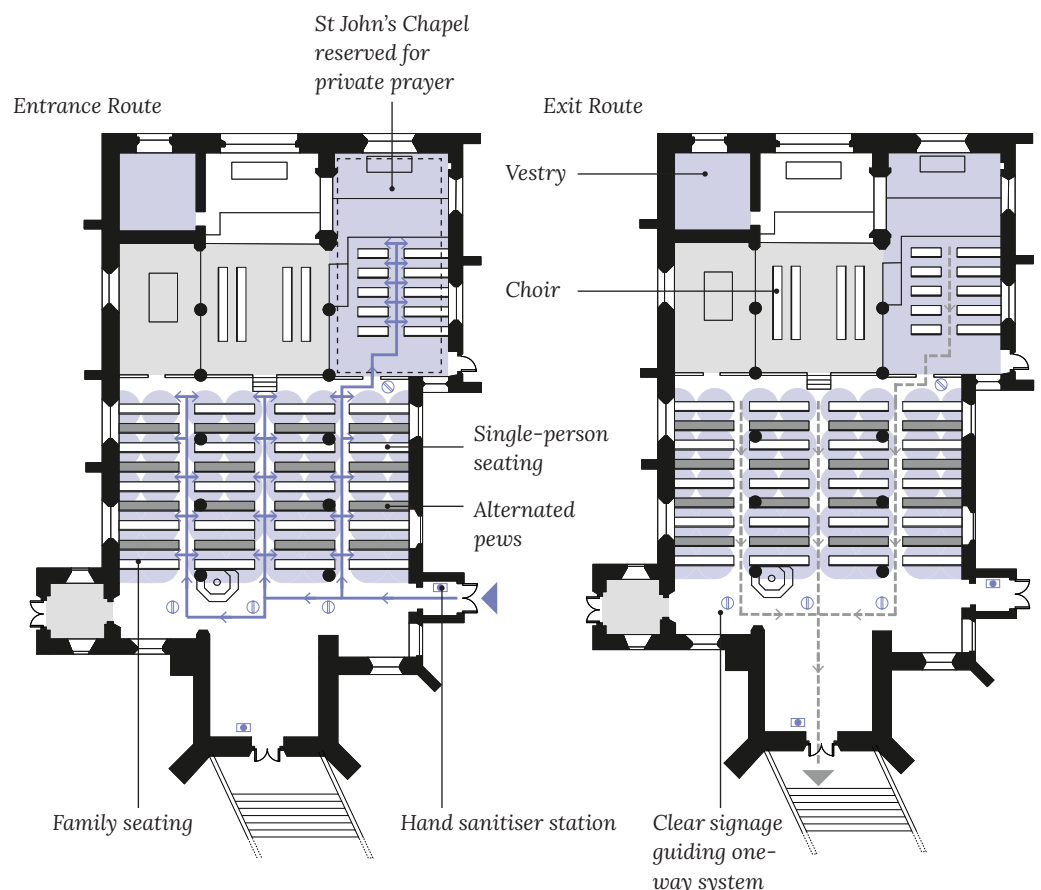 St John’s Chapel
reserved for
private prayer
Entrance Route
Exit Route
Vestry
Choir
Single-person
seating
Alternated
pews
Family seating
Hand sanitiser station
Clear signage
guiding one-
way system